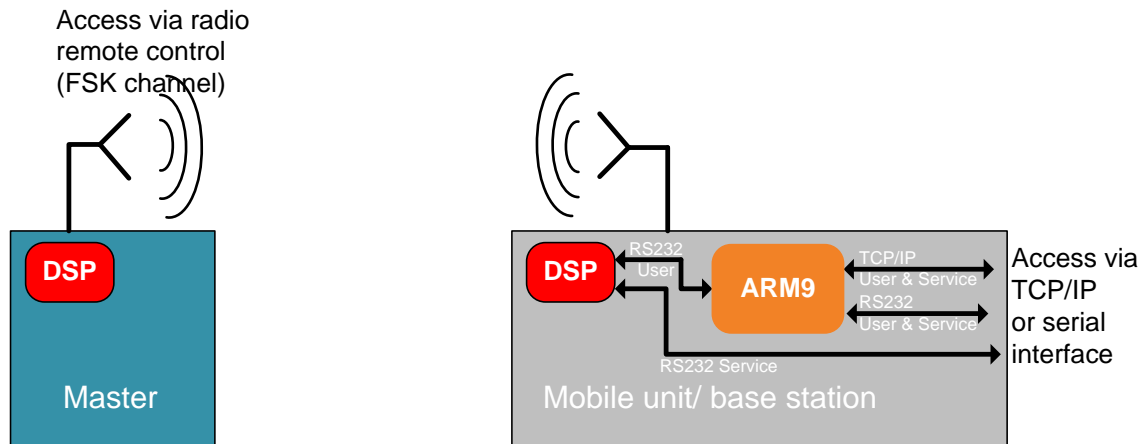 Access via radio
remote control
(FSK channel)
DSP
Master
DSP
RS232
User
ARM9
TCP/IP
User & Service
RS232
User & Service
RS232 Service
Mobile unit/ base station
Access via
TCP/IP
or serial
interface